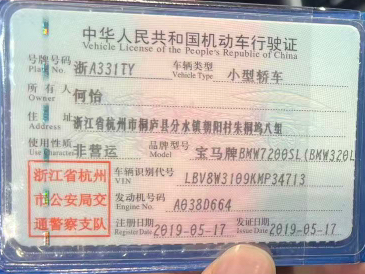 中华人民共和国机动车行驶证
Vehicle License of the People's Republic of China
号牌号码 浙A331TY 车辆类型 小型轿车
Plate No. Vehicle Type
所有人 何怡
Owner
住址 浙江省杭州市桐庐县分水镇朝阳村朱桐坞八组
Address
使用性质 非营运 品牌型号 宝马牌BMW7200SL(BMW320L
Use Character Model
浙江省杭州
市公安局交
通警察支队
车辆识别代号 LBV8W3109KMP34713
VIN
发动机号码 A038D664
Engine No.
注册日期 2019-05-17 发证日期 2019-05-17
Register Date Issue Date